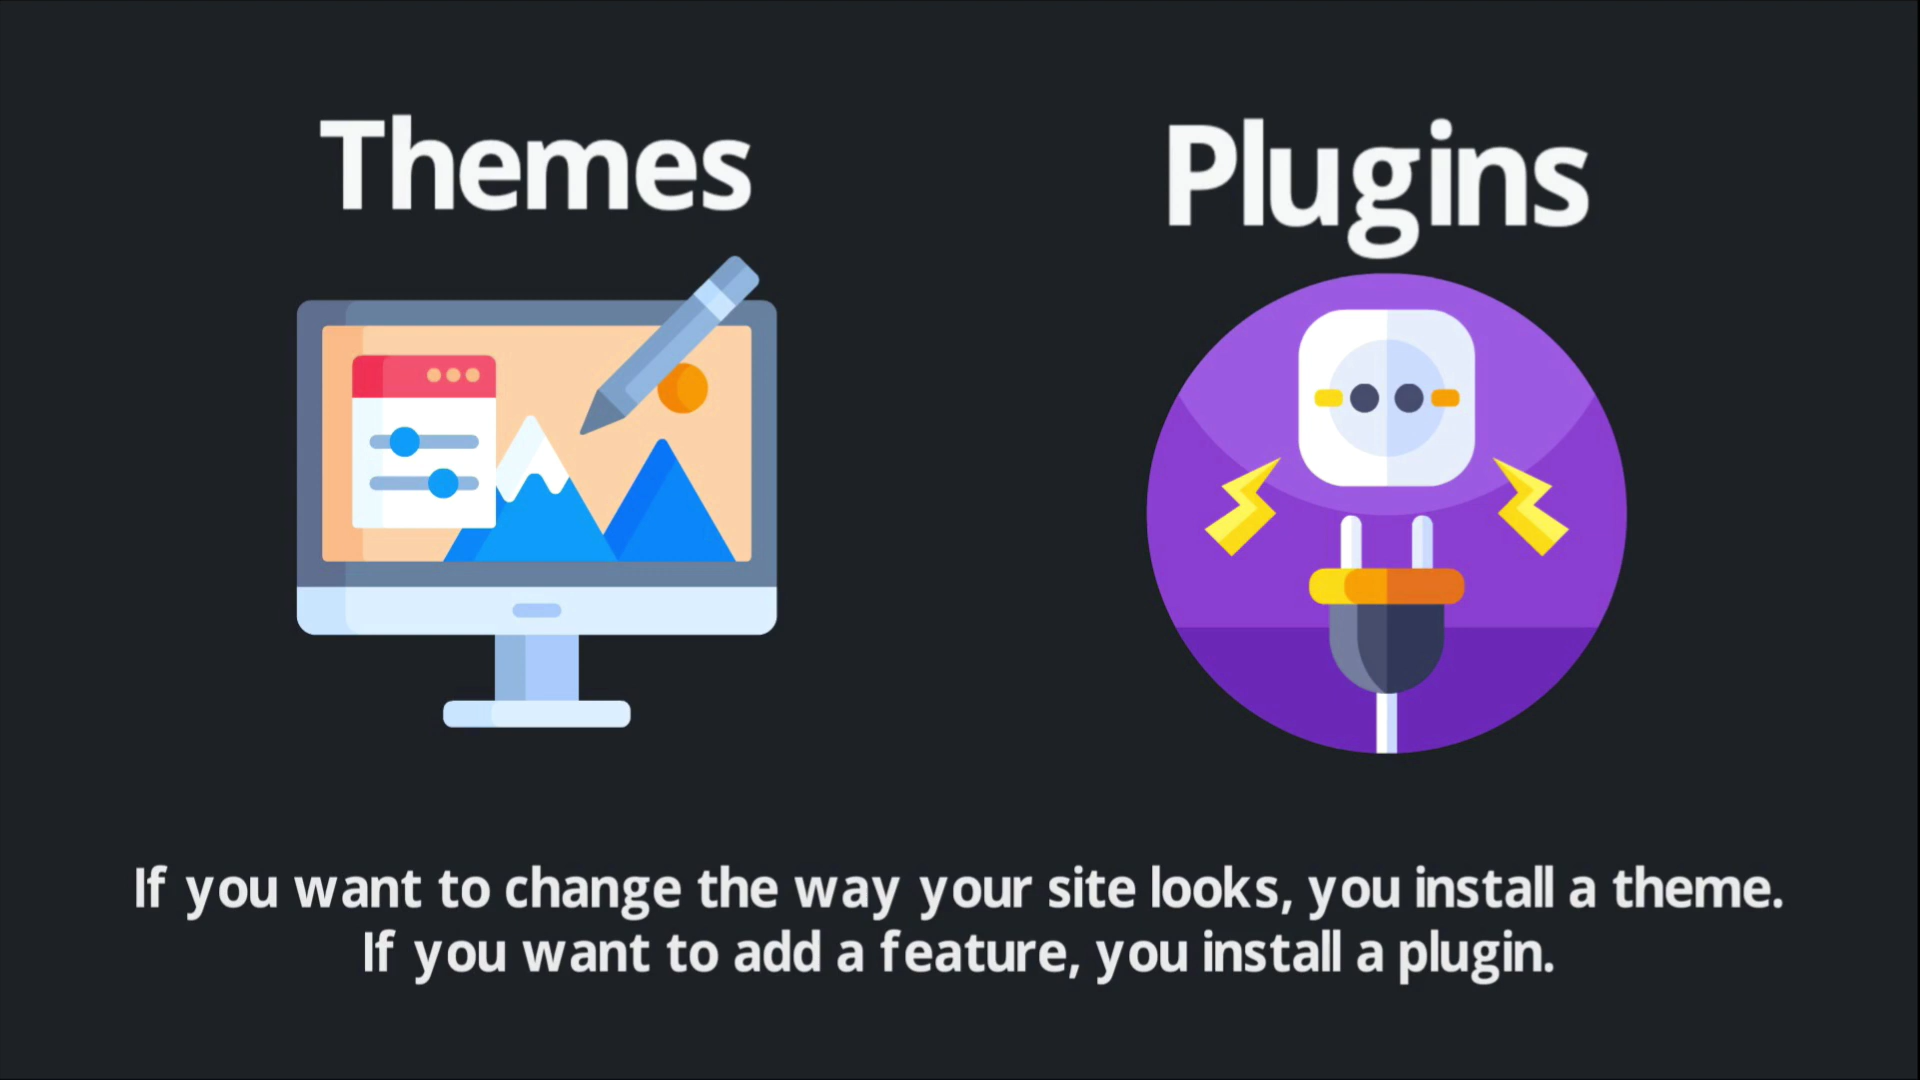 Themes
Plugins
If you want to change the way your site looks, you install a theme.
If you want to add a feature, you install a plugin.